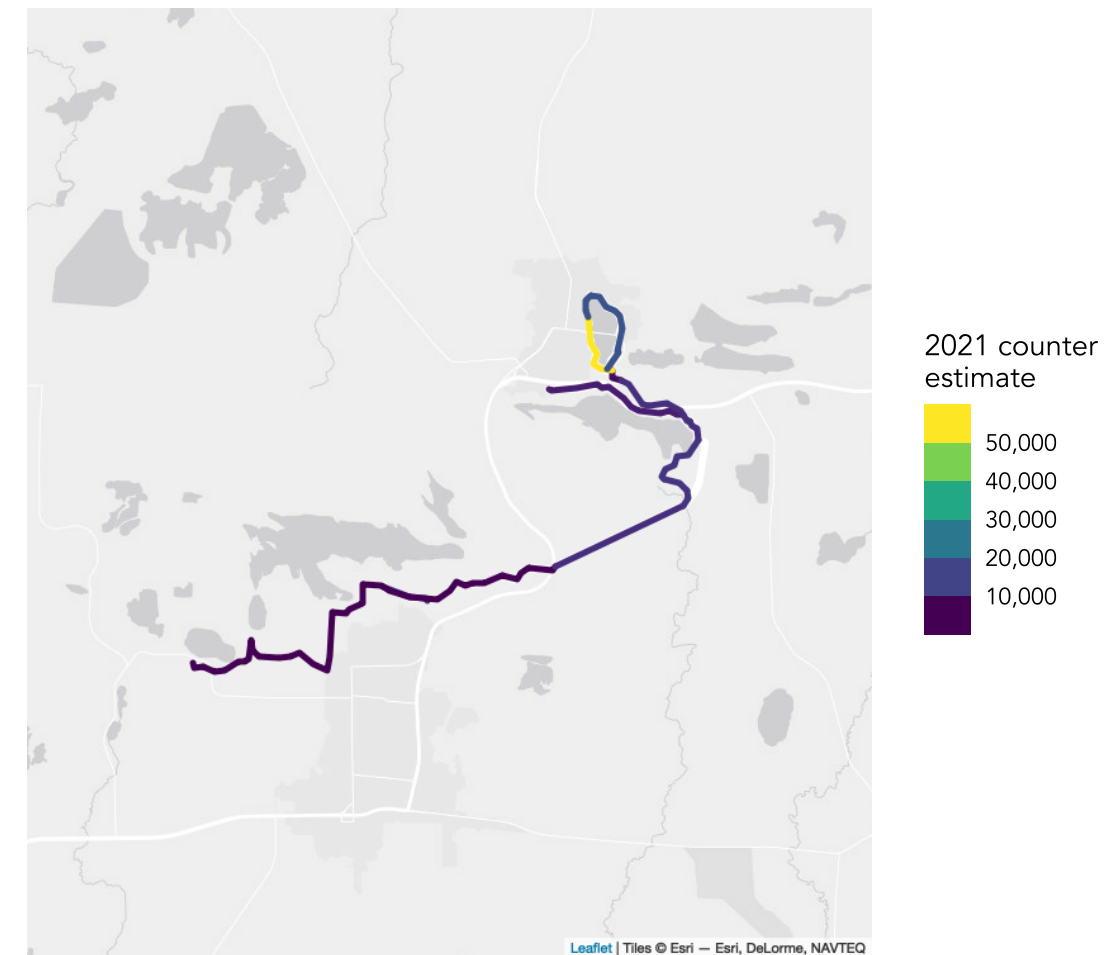 2021 counter
estimate
50,000
40,000
30,000
20,000
10,000
Leaflet | Tiles © Esri — Esri, DeLorme, NAVTEQ